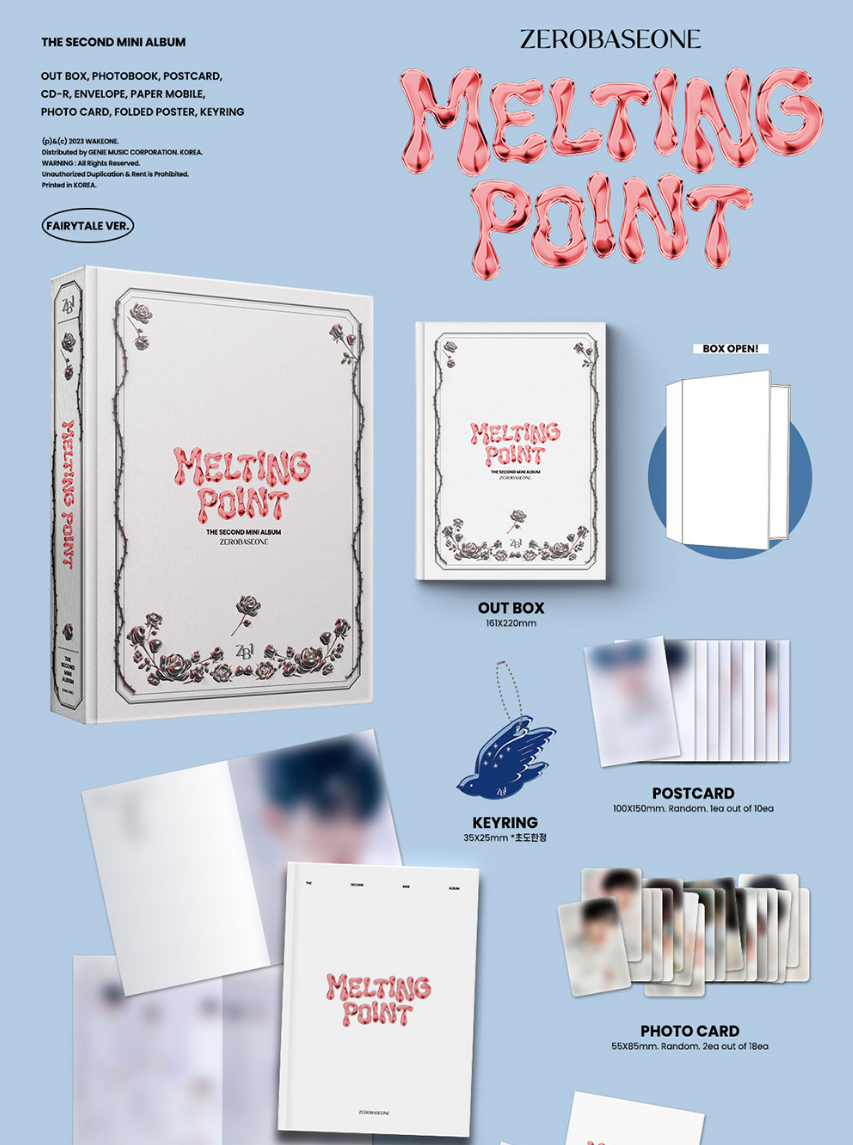 THE SECOND MINI ALBUM
OUT BOX, PHOTOBOOK, POSTCARD,
CD-R, ENVELOPE, PAPER MOBILE,
PHOTO CARD, FOLDED POSTER, KEYRING
(p)&(c) 2023 WAKEONE.
Distributed by GENIE MUSIC CORPORATION. KOREA.
WARNING : All Rights Reserved.
Unauthorized Duplication & Rent is Prohibited.
Printed in KOREA.
FAIRYTALE VER.
ZEROBASEONE
MELTING
POINT
ZB1
MELTING POINT
THE
SECOND
MINI
ALBUM
MELTING
POINT
THE SECOND MINI ALBUM
ZEROBASEONE
ZB1
MELTING
POINT
THE SECOND MINI ALBUM
ZEROBASEONE
ZB1
BOX OPEN!
OUT BOX
161X220mm
KEYRING
35X25mm *초도한정
POSTCARD
100X150mm. Random. 1ea out of 10ea
THE SECOND MINI ALBUM
MELTING
POINT
ZEROBASEONE
PHOTO CARD
55X85mm. Random. 2ea out of 18ea